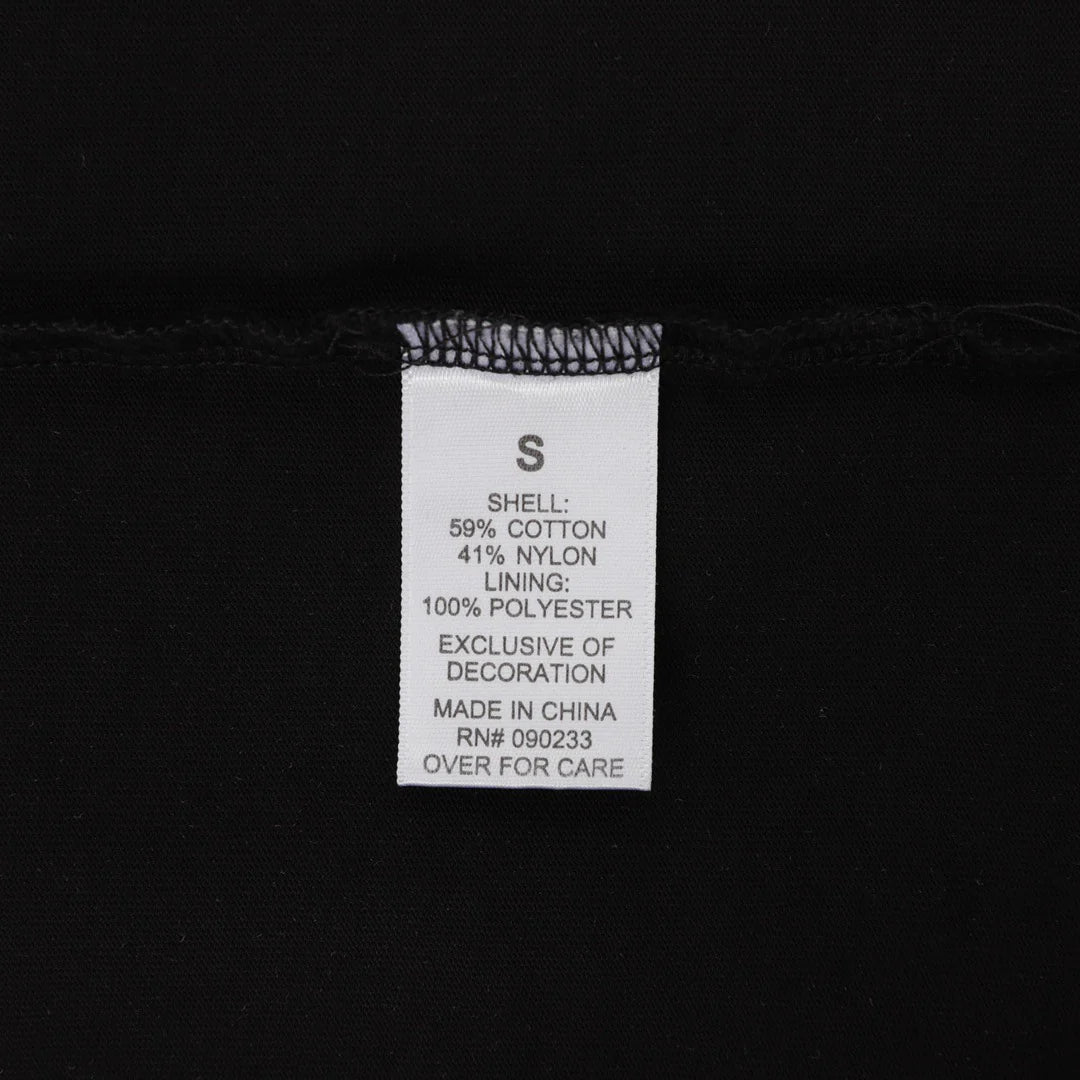 S
SHELL:
59% COTTON
41% NYLON
LINING:
100% POLYESTER
EXCLUSIVE OF
DECORATION
MADE IN CHINA
RN# 090233
OVER FOR CARE